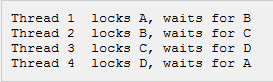 Thread 1  locks A, waits for B
Thread 2  locks B, waits for C
Thread 3  locks C, waits for D
Thread 4  locks D, waits for A